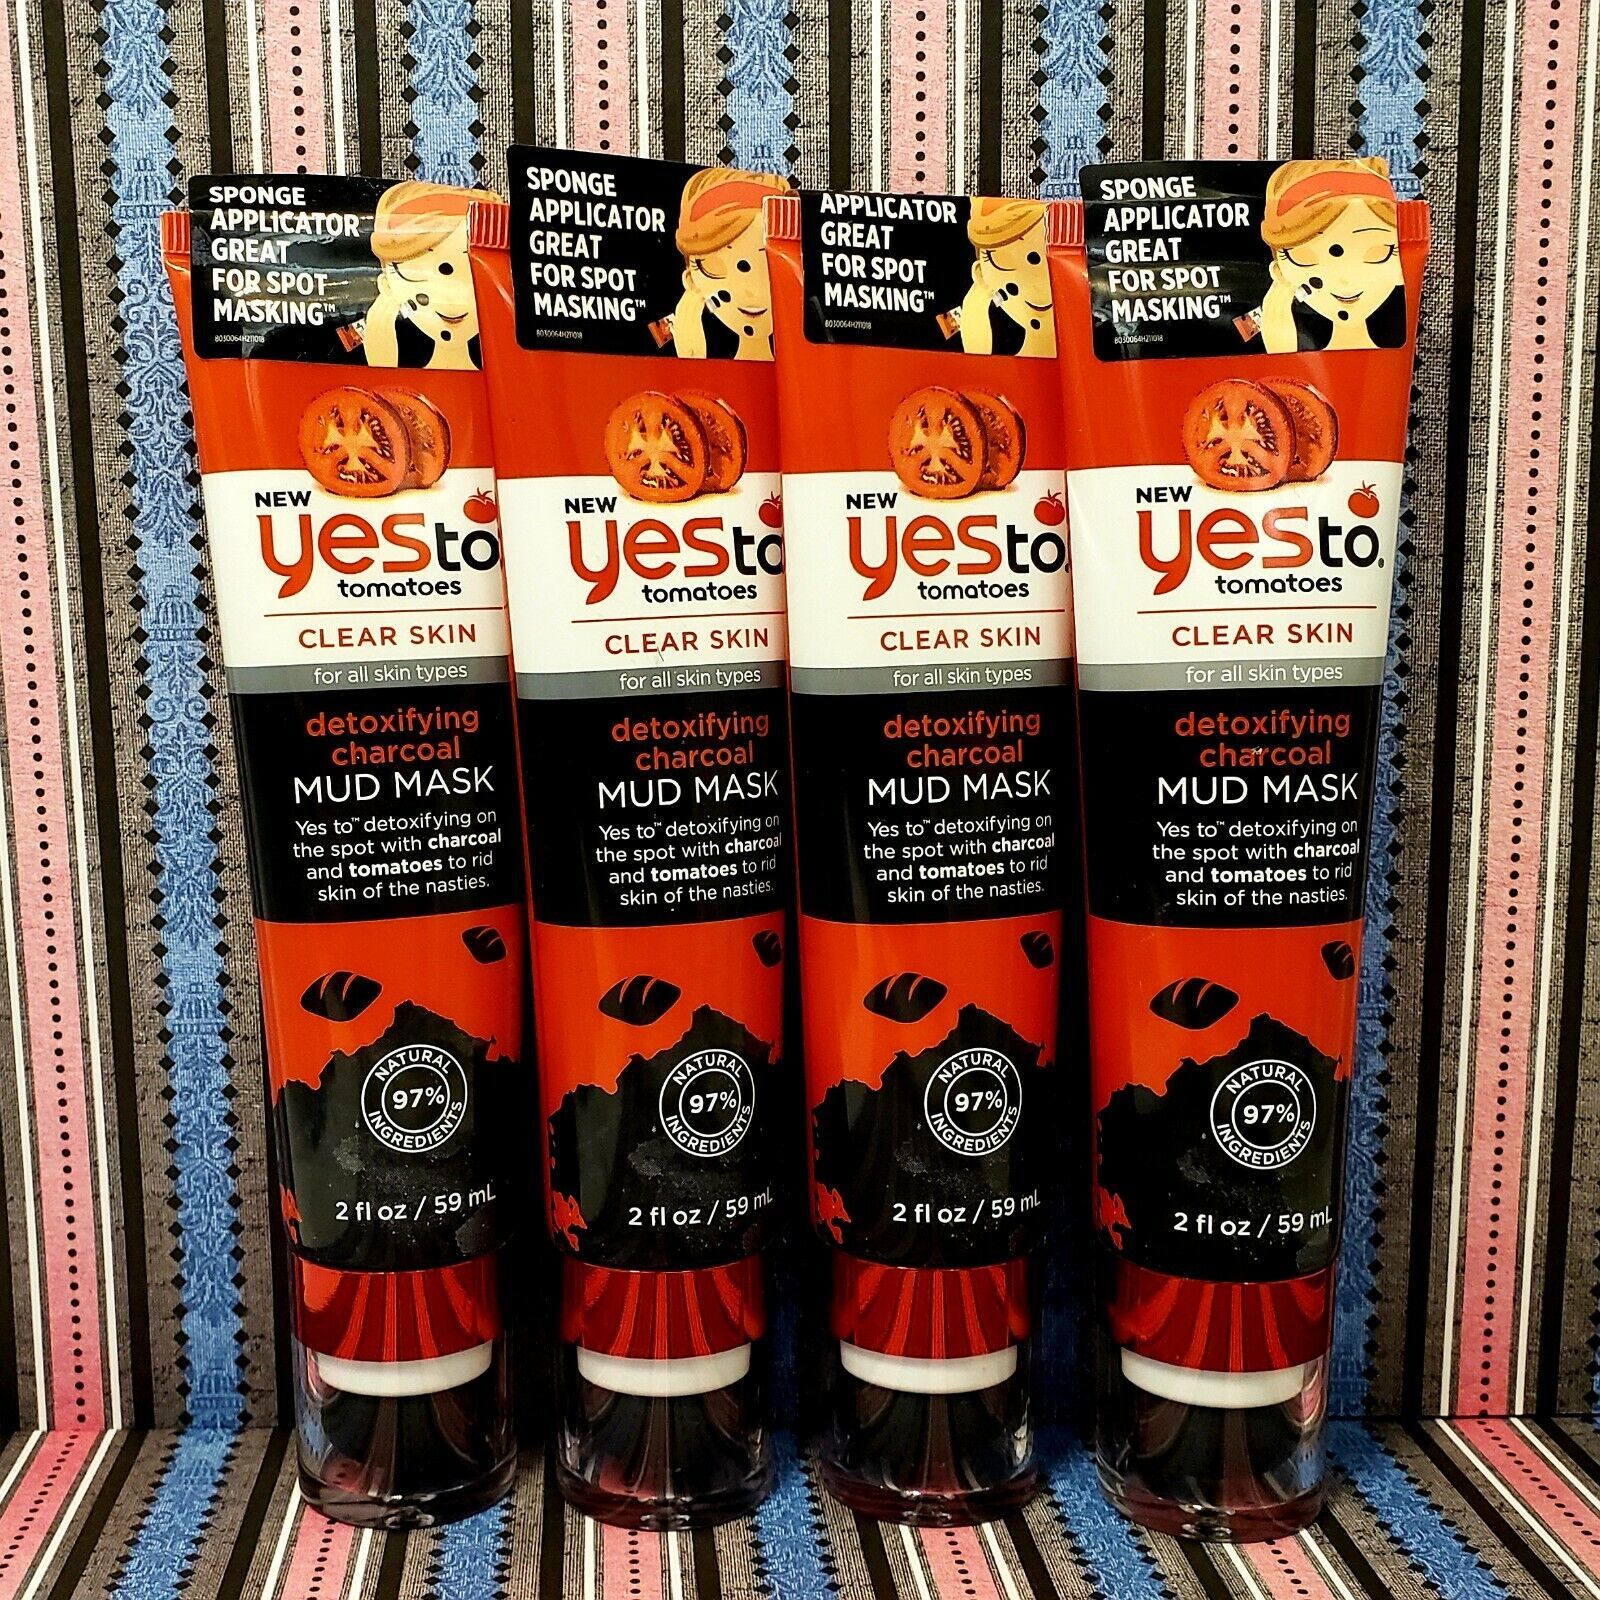 SPONGE
APPLICATOR
GREAT
FOR SPOT
MASKING™
8030064H211018
NEW
yes to
tomatoes
CLEAR SKIN
for all skin types
detoxifying
charcoal
MUD MASK
Yes to™ detoxifying on
the spot with charcoal
and tomatoes to rid
skin of the nasties.
NATURAL
97%
INGREDIENTS
2 fl oz / 59 mL
SPONGE
APPLICATOR
GREAT
FOR SPOT
MASKING™
8030064H211018
NEW
yes to
tomatoes
CLEAR SKIN
for all skin types
detoxifying
charcoal
MUD MASK
Yes to™ detoxifying on
the spot with charcoal
and tomatoes to rid
skin of the nasties.
NATURAL
97%
INGREDIENTS
2 fl oz / 59 mL
APPLICATOR
GREAT
FOR SPOT
MASKING™
8030064H211018
NEW
yes to
tomatoes
CLEAR SKIN
for all skin types
detoxifying
charcoal
MUD MASK
Yes to™ detoxifying on
the spot with charcoal
and tomatoes to rid
skin of the nasties.
NATURAL
97%
INGREDIENTS
2 fl oz / 59 mL
SPONGE
APPLICATOR
GREAT
FOR SPOT
MASKING™
8030064H211018
NEW
yes to®
tomatoes
CLEAR SKIN
for all skin types
detoxifying
charcoal
MUD MASK
Yes to™ detoxifying on
the spot with charcoal
and tomatoes to rid
skin of the nasties.
NATURAL
97%
INGREDIENTS
2 fl oz / 59 mL